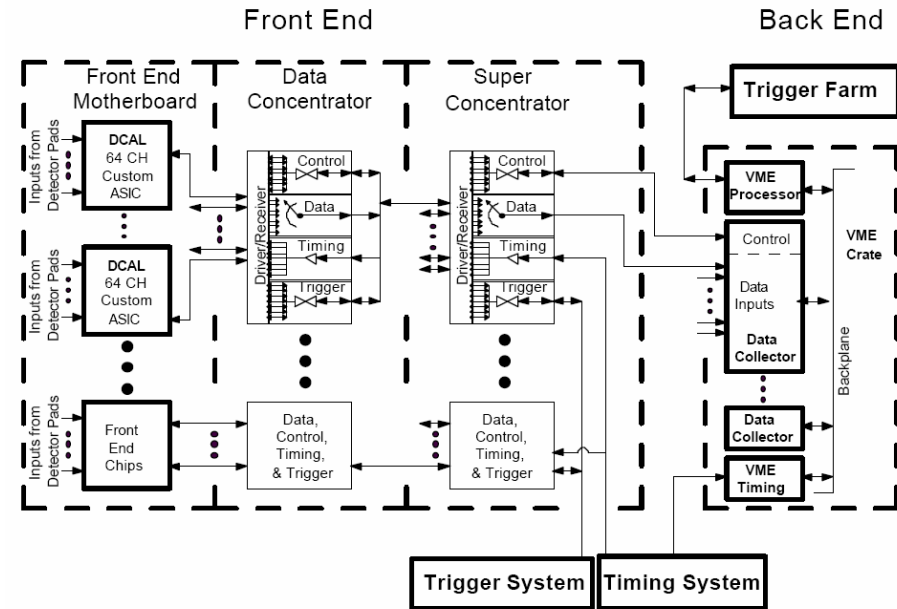 Front End
Back End
Front End
Motherboard
Data
Concentrator
Super
Concentrator
Trigger Farm
Inputs from
Detector Pads
DCAL
64 CH
Custom
ASIC
Driver/Receiver
Control
Data
Timing
Trigger
Driver/Receiver
Control
Data
Timing
Trigger
VME
Processor
VME
Crate
Control
Data
Inputs
Data
Collector
Backplane
Inputs from
Detector Pads
DCAL
64 CH
Custom
ASIC
Inputs from
Detector Pads
Front
End
Chips
Data,
Control,
Timing,
& Trigger
Data,
Control,
Timing,
& Trigger
Data
Collector
VME
Timing
Trigger System
Timing System